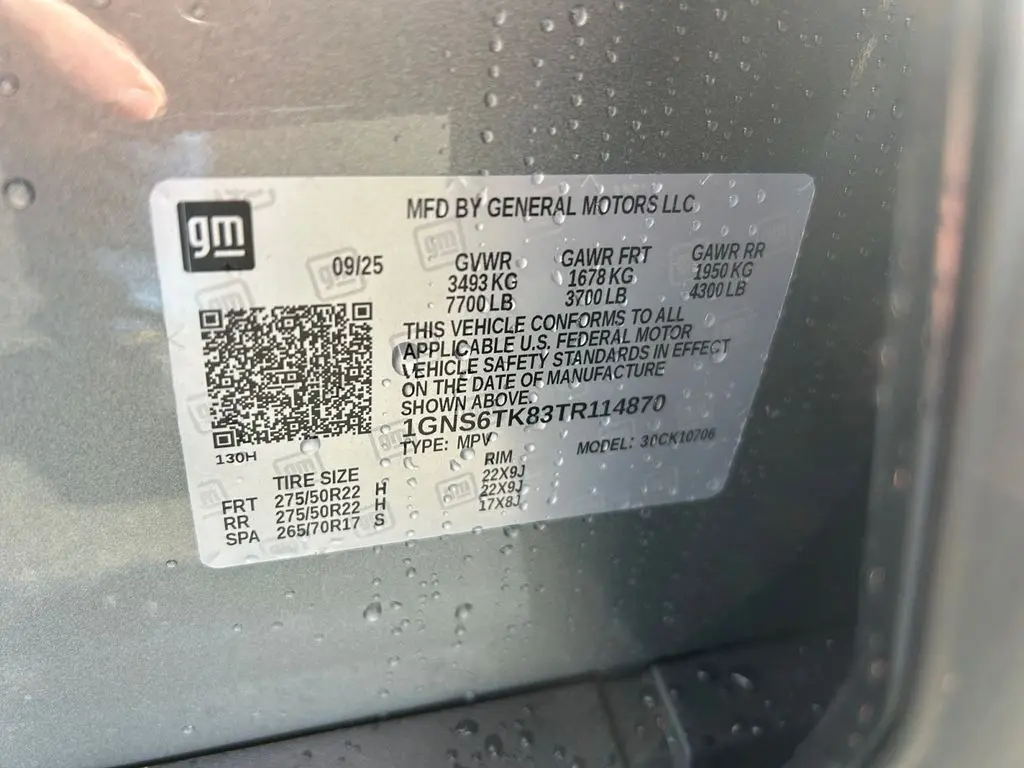 gm
MFD BY GENERAL MOTORS LLC
09/25
GVWR GAWR FRT GAWR RR
3493 KG 1678 KG 1950 KG
7700 LB 3700 LB 4300 LB
THIS VEHICLE CONFORMS TO ALL
APPLICABLE U.S. FEDERAL MOTOR
VEHICLE SAFETY STANDARDS IN EFFECT
ON THE DATE OF MANUFACTURE
SHOWN ABOVE.
1GNS6TK83TR114870
TYPE: MPV MODEL: 30CK10706
130H
TIRE SIZE RIM
FRT 275/50R22 H 22X9J
RR 275/50R22 H 22X9J
SPA 265/70R17 S 17X8J